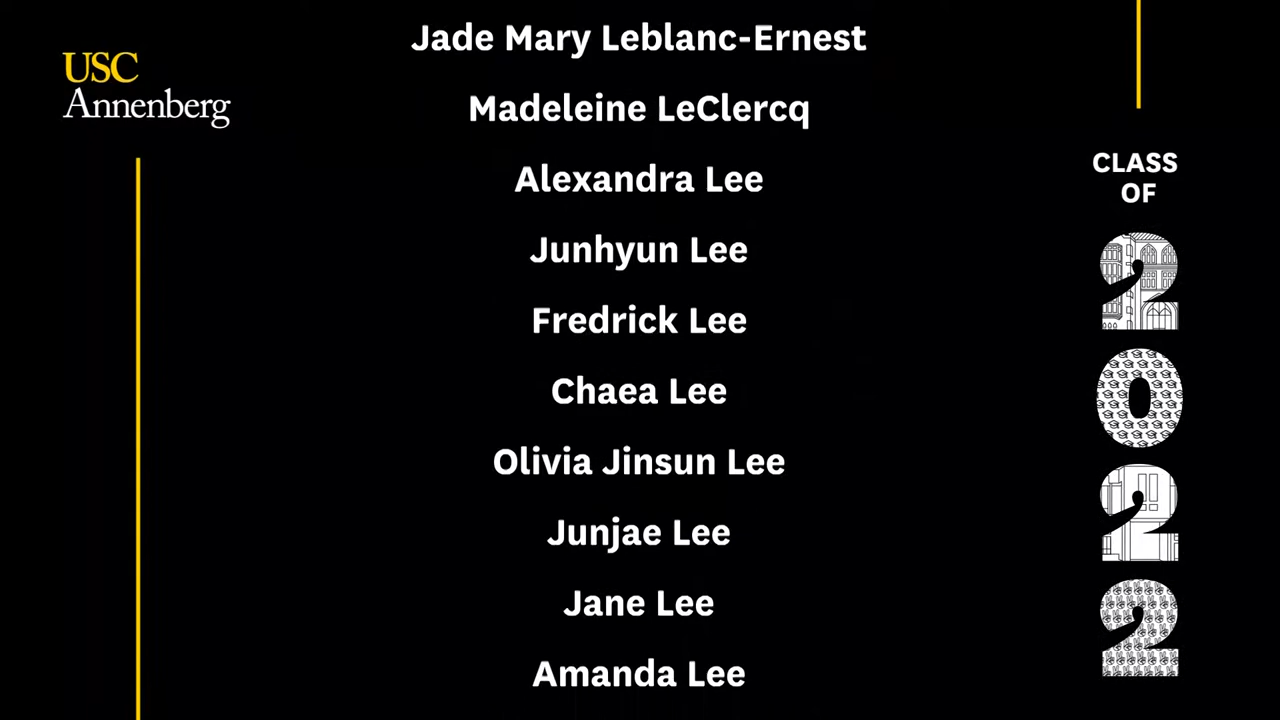 USC
Annenberg
Jade Mary Leblanc-Ernest
Madeleine LeClercq
Alexandra Lee
Junhyun Lee
Fredrick Lee
Chaea Lee
Olivia Jinsun Lee
Junjae Lee
Jane Lee
Amanda Lee
CLASS
OF
2
0
2
2